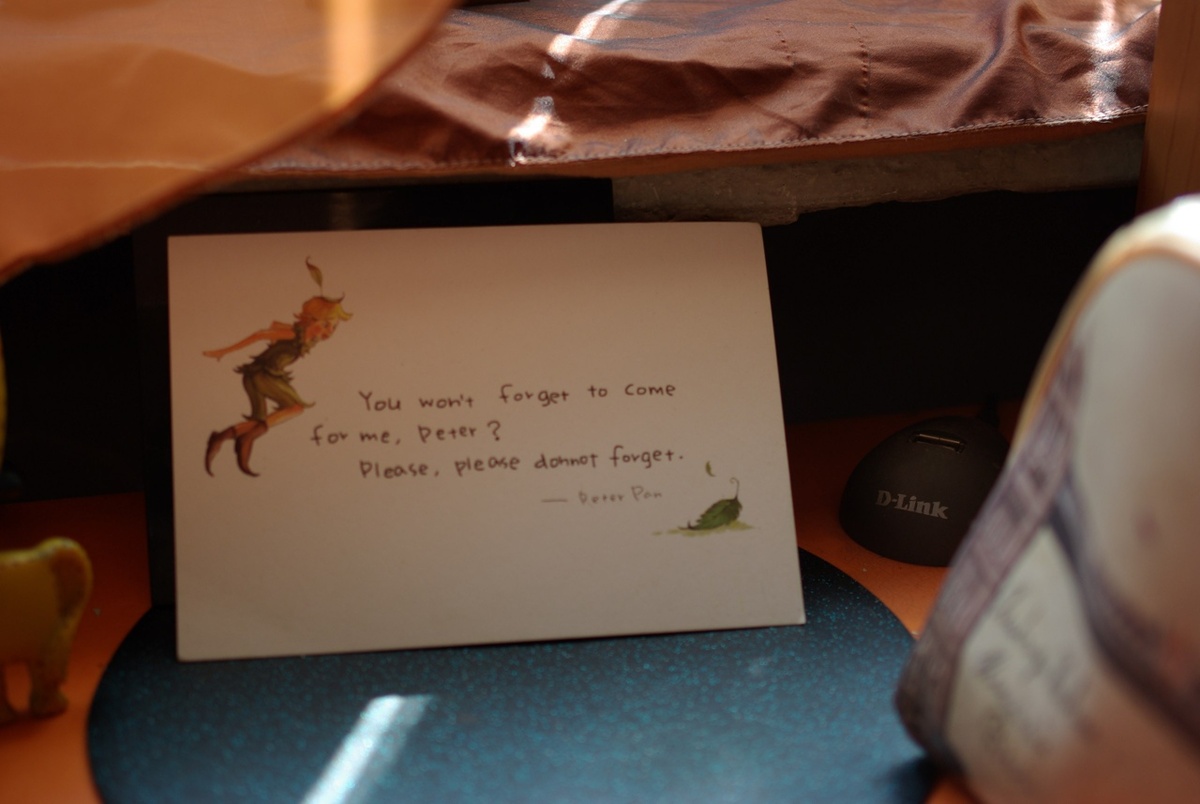 You won't forget to come
for me, Peter?
Please, please donnot forget.
— Peter Pan
D-Link